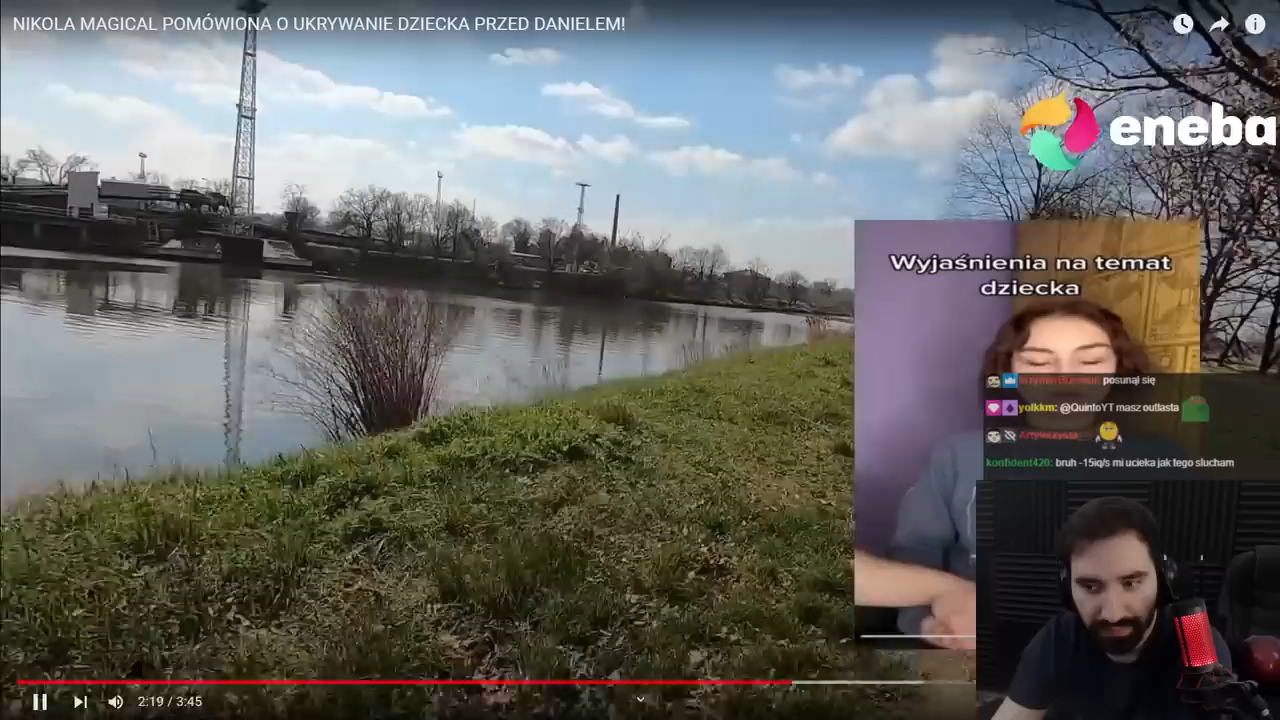 NIKOLA MAGICAL POMÓWIONA O UKRYWANIE DZIECKA PRZED DANIELEM!
eneba
Wyjaśnienia na temat
dziecka
posunął się
yolkkm: @QuintoYT masz outlasta
konfident420: bruh -15iq/s mi ucieka jak tego slucham
2:19 / 3:45